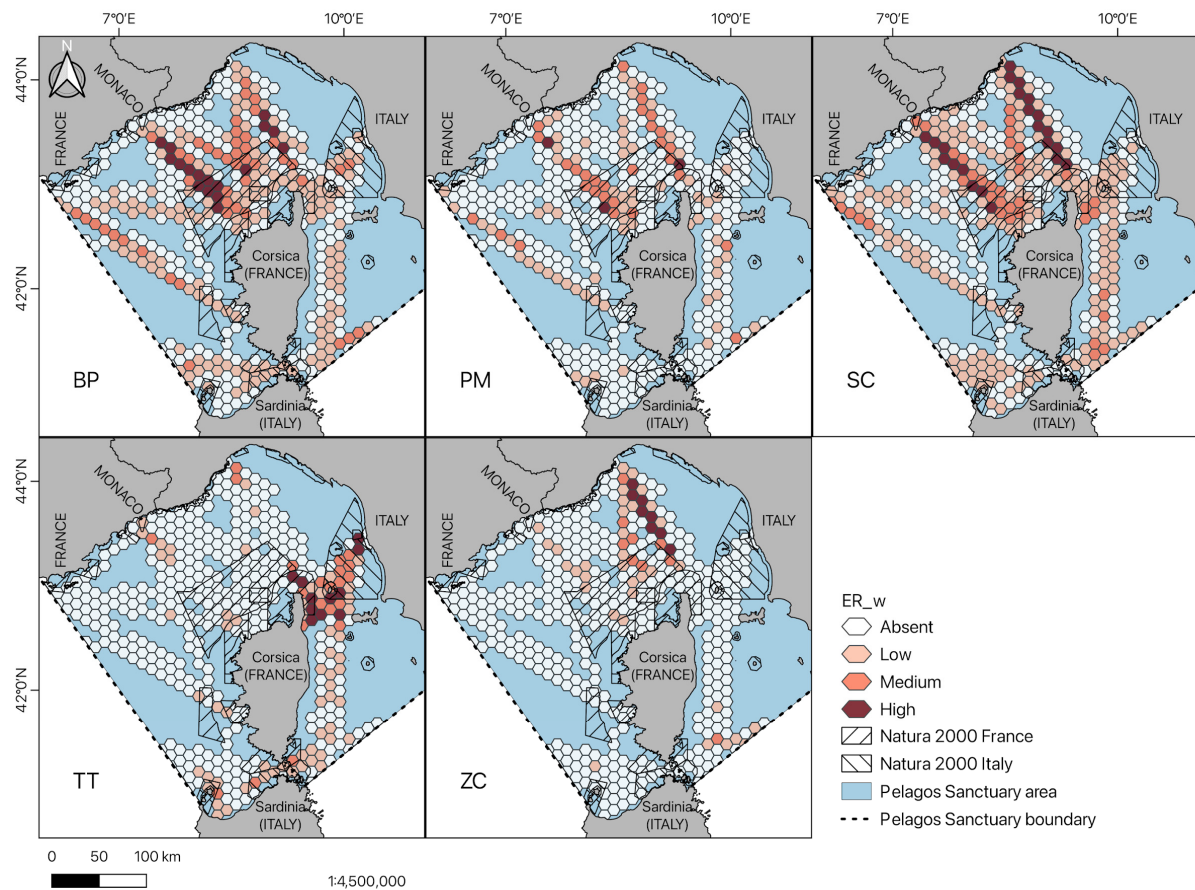 7°0'E
10°0'E
7°0'E
10°0'E
7°0'E
10°0'E
44°0'N
42°0'N
N
MONACO
FRANCE
ITALY
Corsica
(FRANCE)
Sardinia
(ITALY)
BP
MONACO
FRANCE
ITALY
Corsica
(FRANCE)
Sardinia
(ITALY)
PM
MONACO
FRANCE
ITALY
Corsica
(FRANCE)
Sardinia
(ITALY)
SC
44°0'N
42°0'N
MONACO
FRANCE
ITALY
Corsica
(FRANCE)
Sardinia
(ITALY)
TT
MONACO
FRANCE
ITALY
Corsica
(FRANCE)
Sardinia
(ITALY)
ZC
ER_w
Absent
Low
Medium
High
Natura 2000 France
Natura 2000 Italy
Pelagos Sanctuary area
Pelagos Sanctuary boundary
0 50 100 km
1:4,500,000